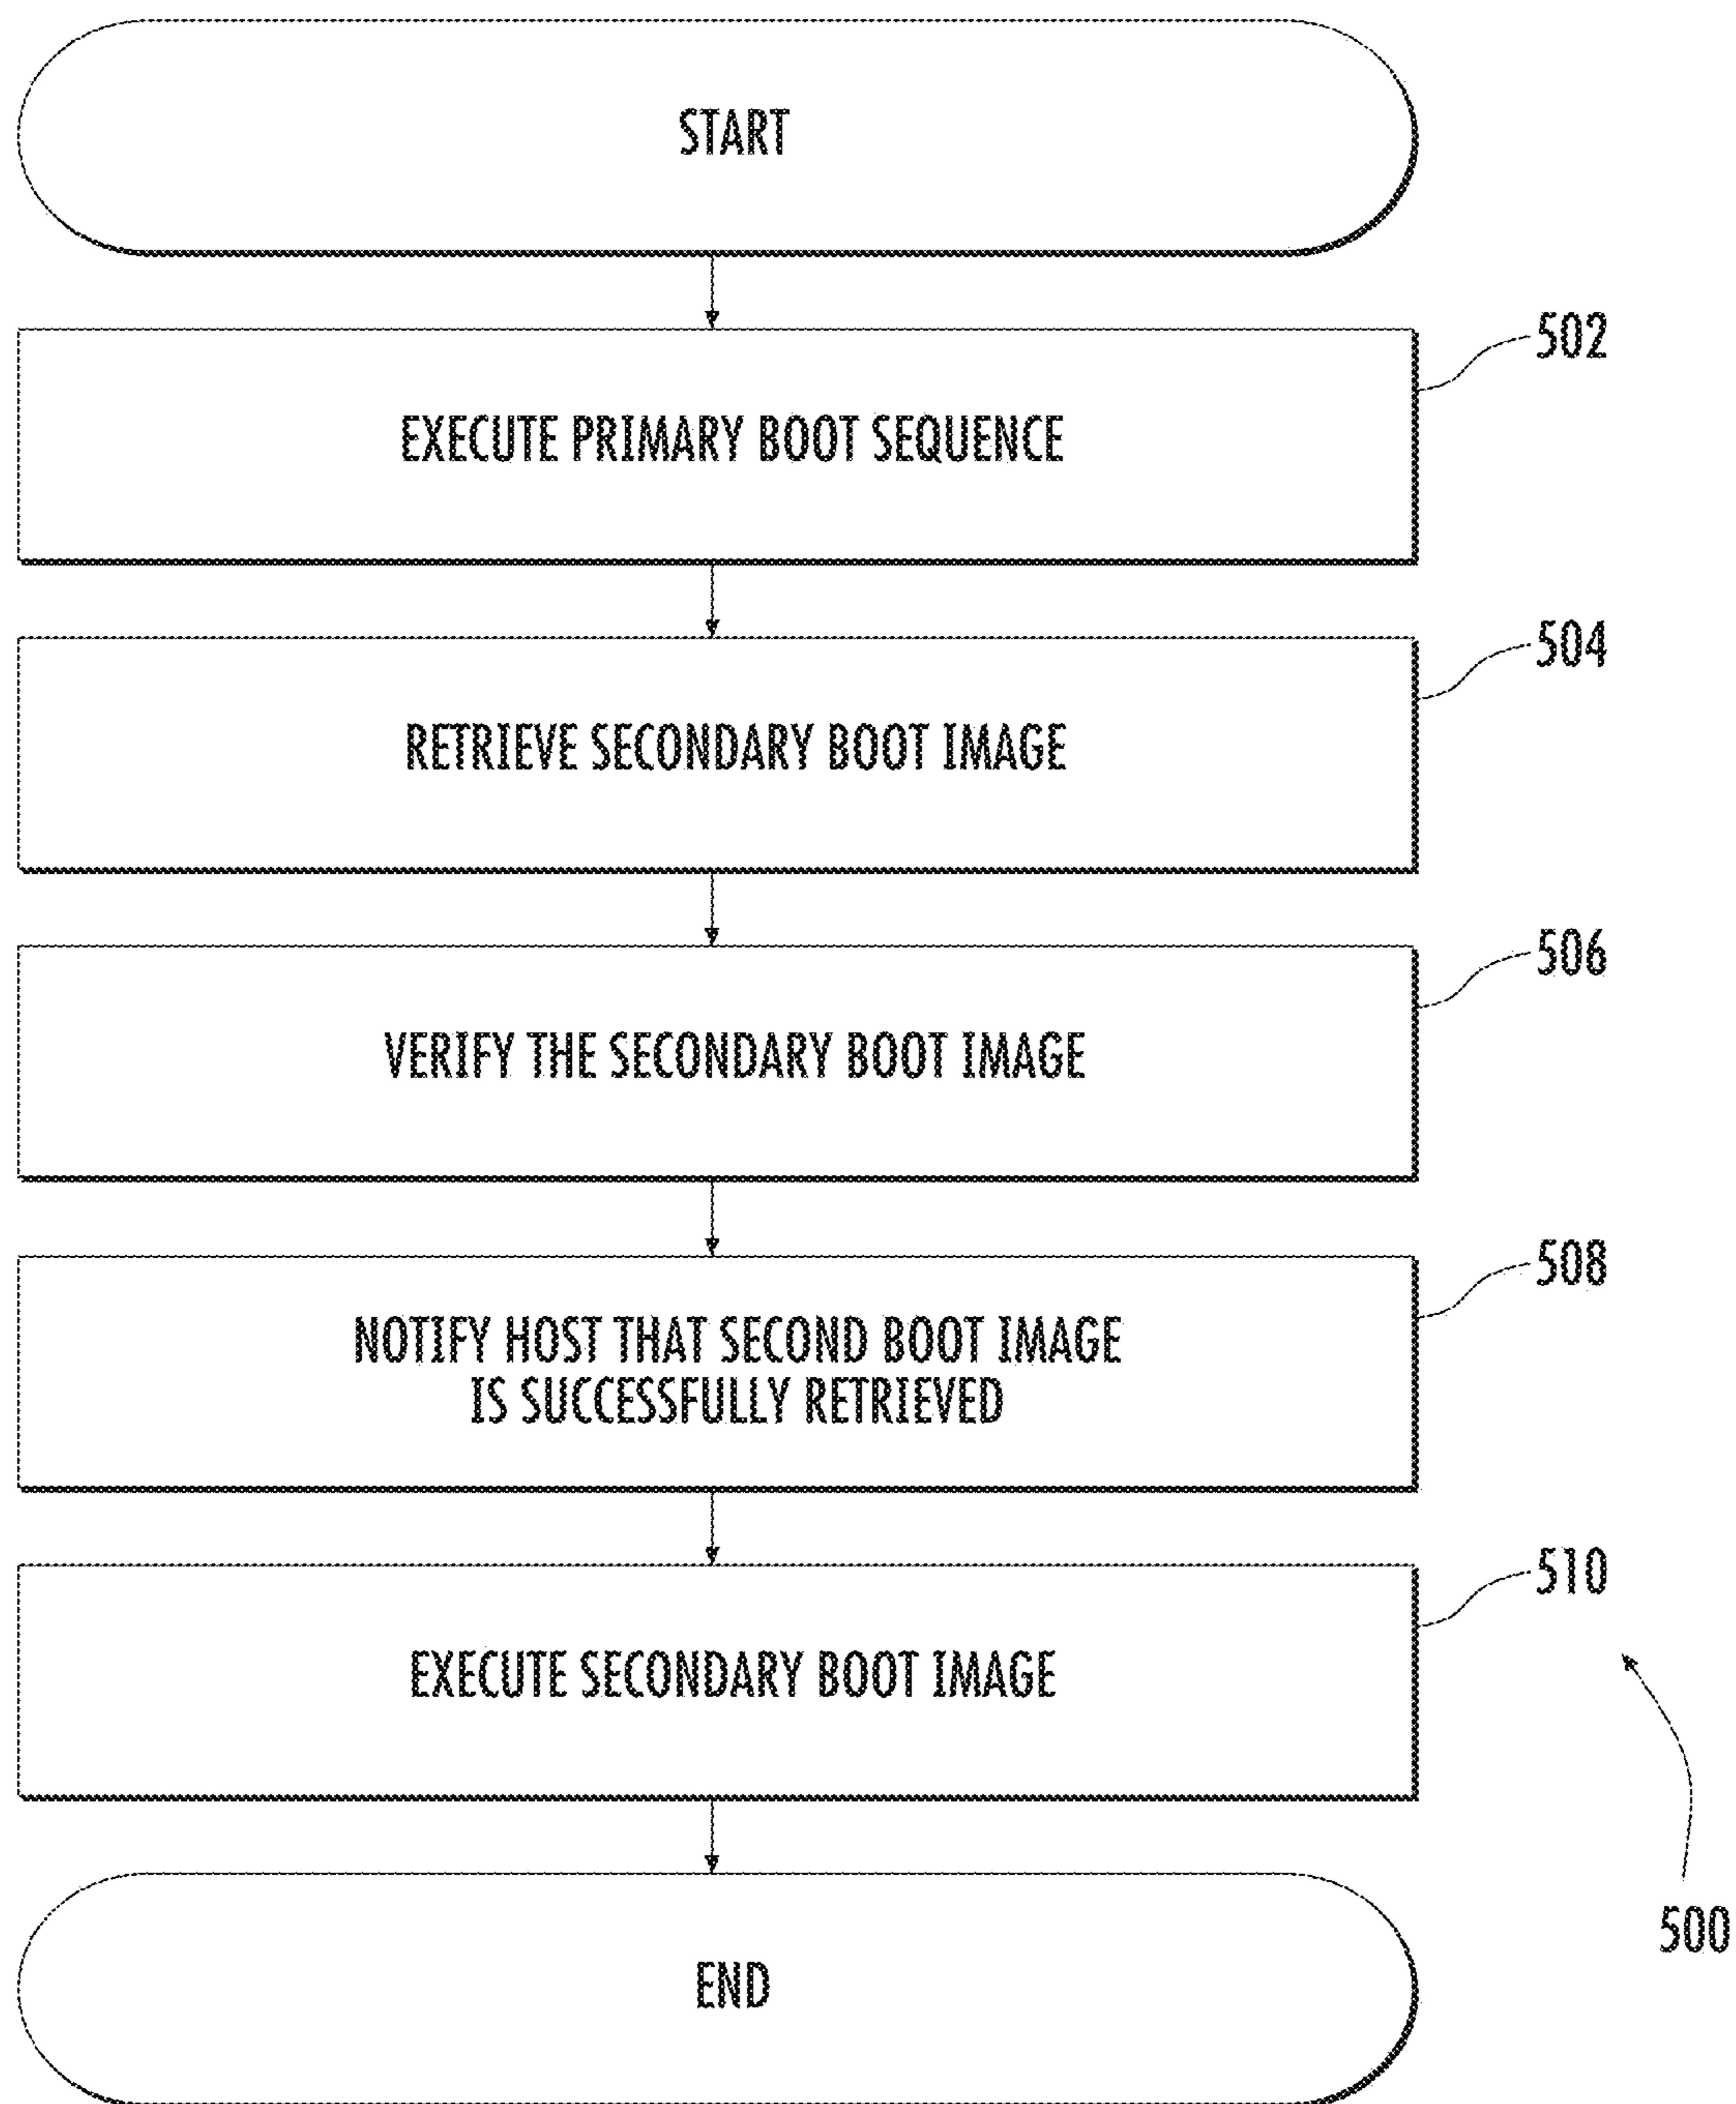 START
502
EXECUTE PRIMARY BOOT SEQUENCE
504
RETRIEVE SECONDARY BOOT IMAGE
506
VERIFY THE SECONDARY BOOT IMAGE
508
NOTIFY HOST THAT SECOND BOOT IMAGE
IS SUCCESSFULLY RETRIEVED
510
EXECUTE SECONDARY BOOT IMAGE
500
END